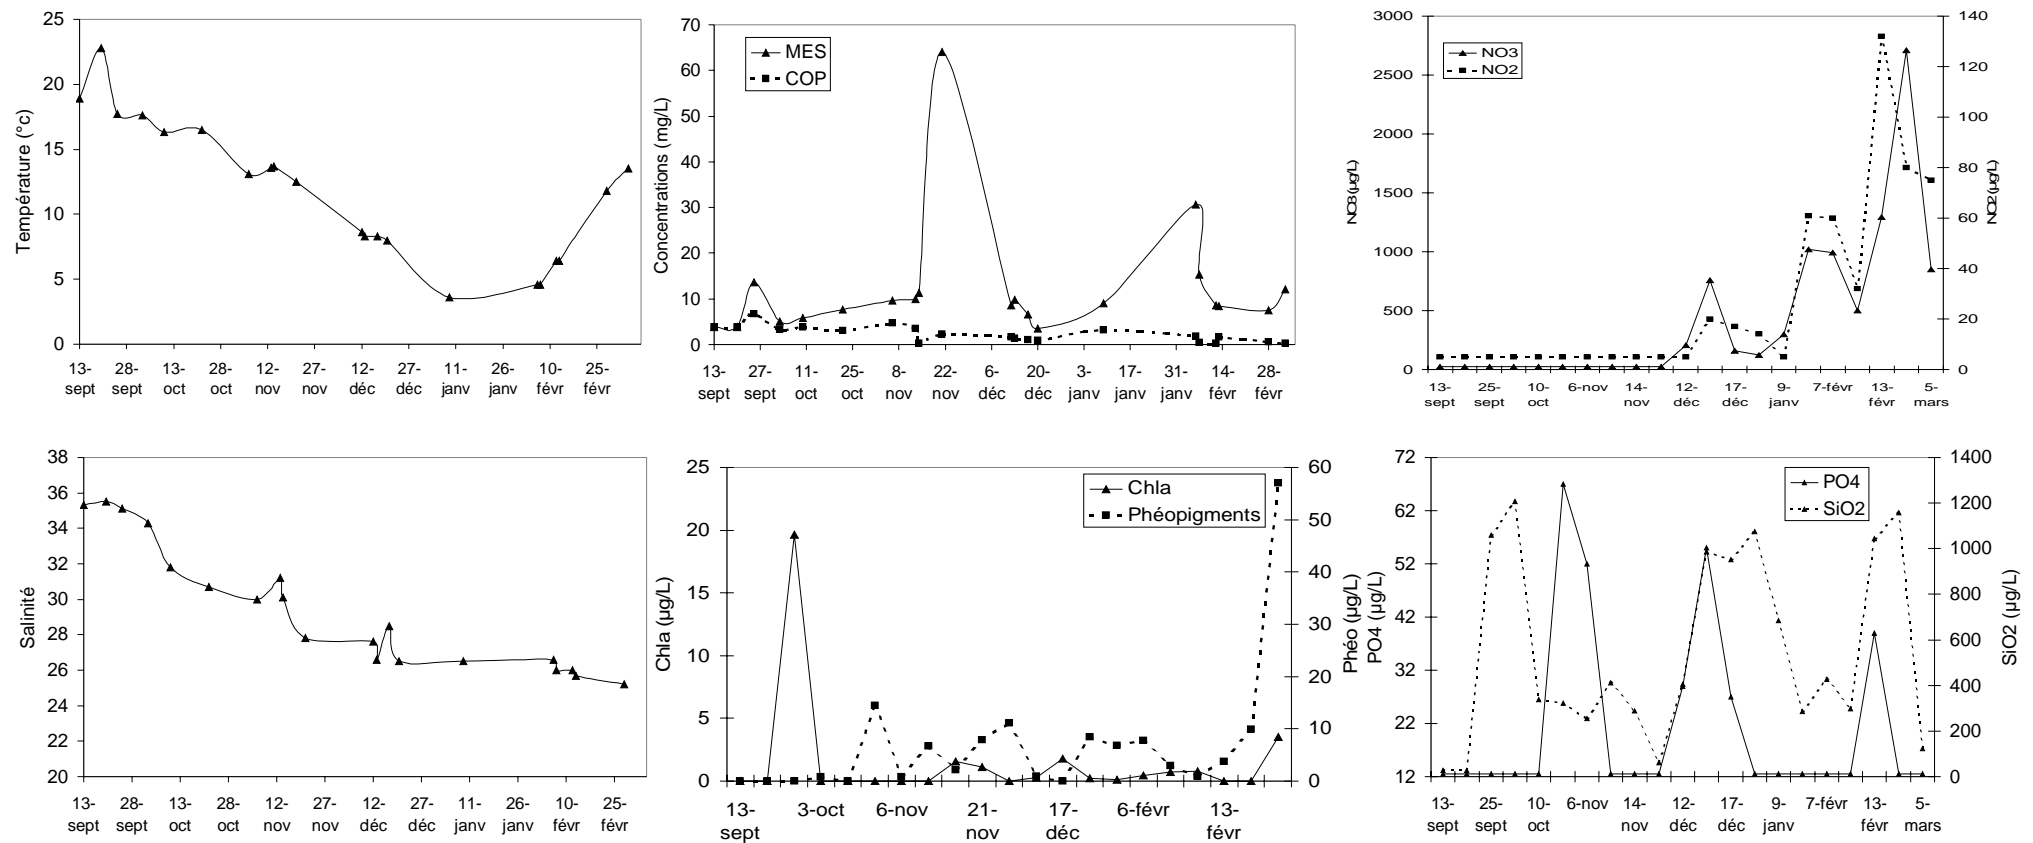 Température (°c)
25
20
15
10
5
0
13- 28- 13- 28- 12- 27- 12- 27- 11- 26- 10- 25-
sept sept oct oct nov nov déc déc janv janv févr févr
Concentrations (mg/L)
70
60
50
40
30
20
10
0
MES
COP
13- 27- 11- 25- 8- 22- 6- 20- 3- 17- 31- 14- 28-
sept sept oct oct nov nov déc déc janv janv janv févr févr
NO3(µg/L)
3000
2500
2000
1500
1000
500
0
NO3
NO2
140
120
100
80
60
40
20
0
NO2(µg/L)
13- 25- 10- 6-nov 14- 12- 17- 9- 7-févr 13- 5-
sept sept oct nov déc déc janv févr mars
Salinité
38
36
34
32
30
28
26
24
22
20
13- 28- 13- 28- 12- 27- 12- 27- 11- 26- 10- 25-
sept sept oct oct nov nov déc déc janv janv févr févr
Chla (µg/L)
25
20
15
10
5
0
Chla
Phéopigments
60
50
40
30
20
10
0
Phéo (µg/L)
13- 3-oct 6-nov 21- 17- 6-févr 13-
sept nov déc févr
PO4 (µg/L)
72
62
52
42
32
22
12
PO4
SiO2
1400
1200
1000
800
600
400
200
0
SiO2 (µg/L)
13- 25- 10- 6-nov 14- 12- 17- 9- 7-févr 13- 5-
sept sept oct nov déc déc janv févr mars